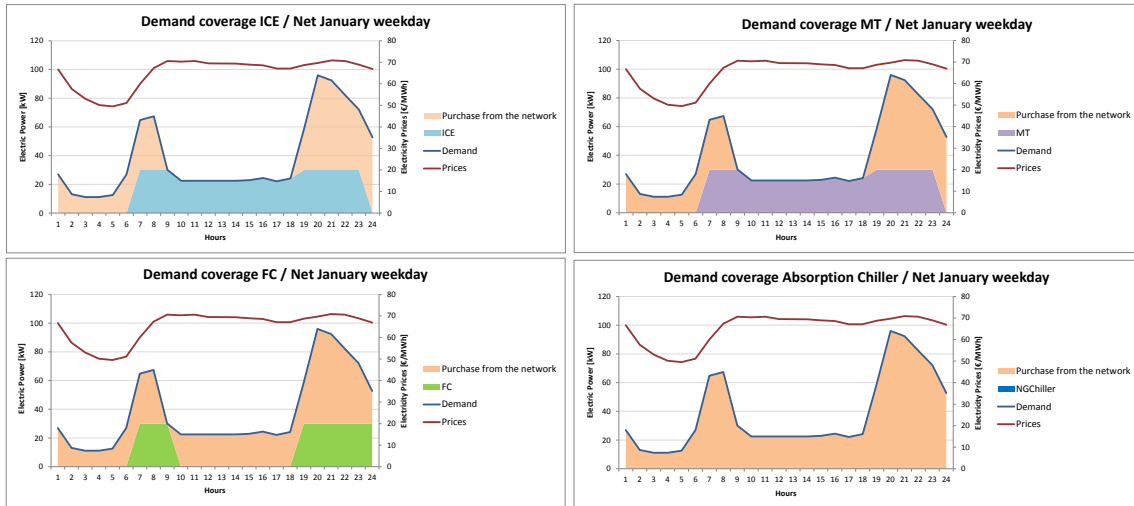 Demand coverage ICE / Net January weekday
120
100
80
60
40
20
0
Electric Power [kW]
80
70
60
50
40
30
20
10
0
Electricity Prices [€/MWh]
1 2 3 4 5 6 7 8 9 10 11 12 13 14 15 16 17 18 19 20 21 22 23 24
Hours
Purchase from the network
ICE
Demand
Prices
Demand coverage MT / Net January weekday
120
100
80
60
40
20
0
Electric Power [kW]
80
70
60
50
40
30
20
10
0
Electricity Prices [€/MWh]
1 2 3 4 5 6 7 8 9 10 11 12 13 14 15 16 17 18 19 20 21 22 23 24
Hours
Purchase from the network
MT
Demand
Prices
Demand coverage FC / Net January weekday
120
100
80
60
40
20
0
Electric Power [kW]
80
70
60
50
40
30
20
10
0
Electricity Prices [€/MWh]
1 2 3 4 5 6 7 8 9 10 11 12 13 14 15 16 17 18 19 20 21 22 23 24
Hours
Purchase from the network
FC
Demand
Prices
Demand coverage Absorption Chiller / Net January weekday
120
100
80
60
40
20
0
Electric Power [kW]
80
70
60
50
40
30
20
10
0
Electricity Prices [€/MWh]
1 2 3 4 5 6 7 8 9 10 11 12 13 14 15 16 17 18 19 20 21 22 23 24
Hours
Purchase from the network
NGChiller
Demand
Prices